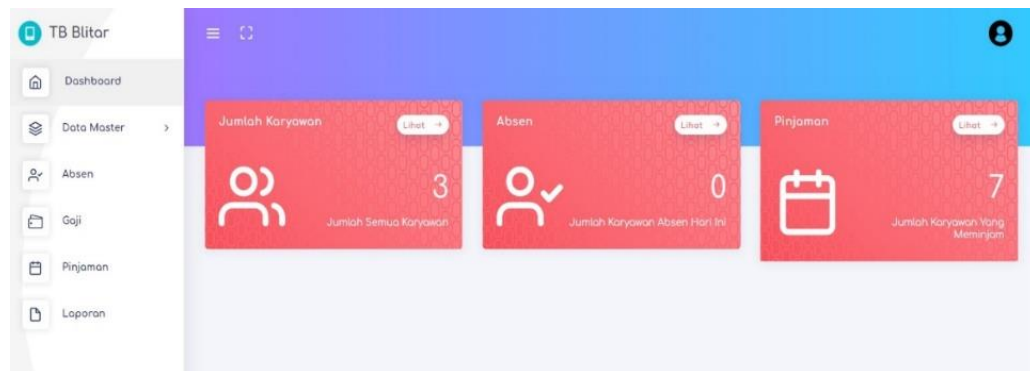 TB Blitar
Dashboard
Data Master
Absen
Gaji
Pinjaman
Laporan
Jumlah Karyawan
Lihat →
3
Jumlah Semua Karyawan
Absen
Lihat →
0
Jumlah Karyawan Absen Hari Ini
Pinjaman
Lihat →
7
Jumlah Karyawan Yang
Meminjam